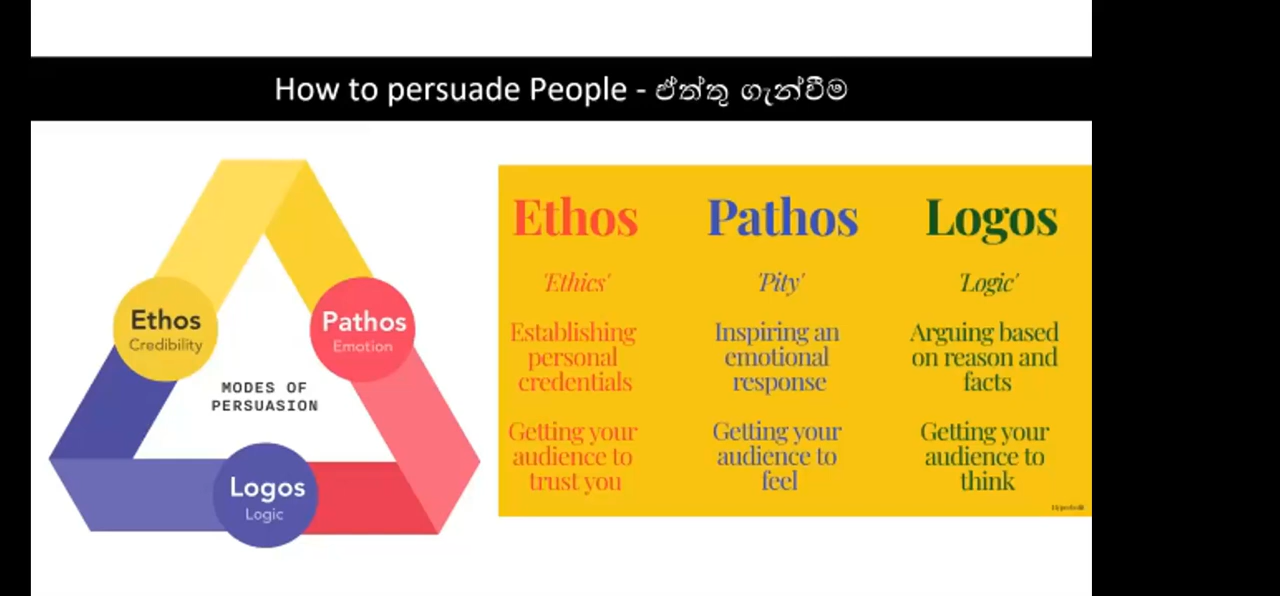 How to persuade People - ඒත්තු ගැන්වීම
Ethos
Credibility
Pathos
Emotion
MODES OF
PERSUASION
Logos
Logic
Ethos
'Ethics'
Establishing
personal
credentials
Getting your
audience to
trust you
Pathos
'Pity'
Inspiring an
emotional
response
Getting your
audience to
feel
Logos
'Logic'
Arguing based
on reason and
facts
Getting your
audience to
think